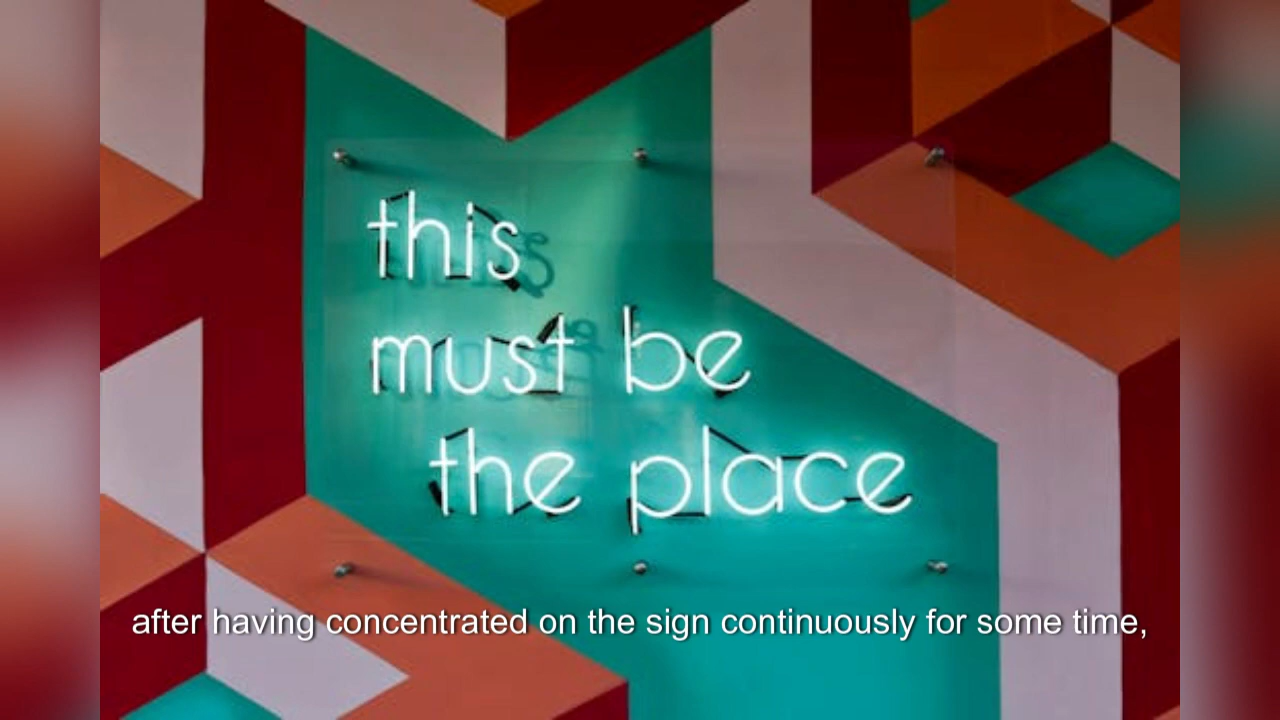 this
must be
the place
after having concentrated on the sign continuously for some time,